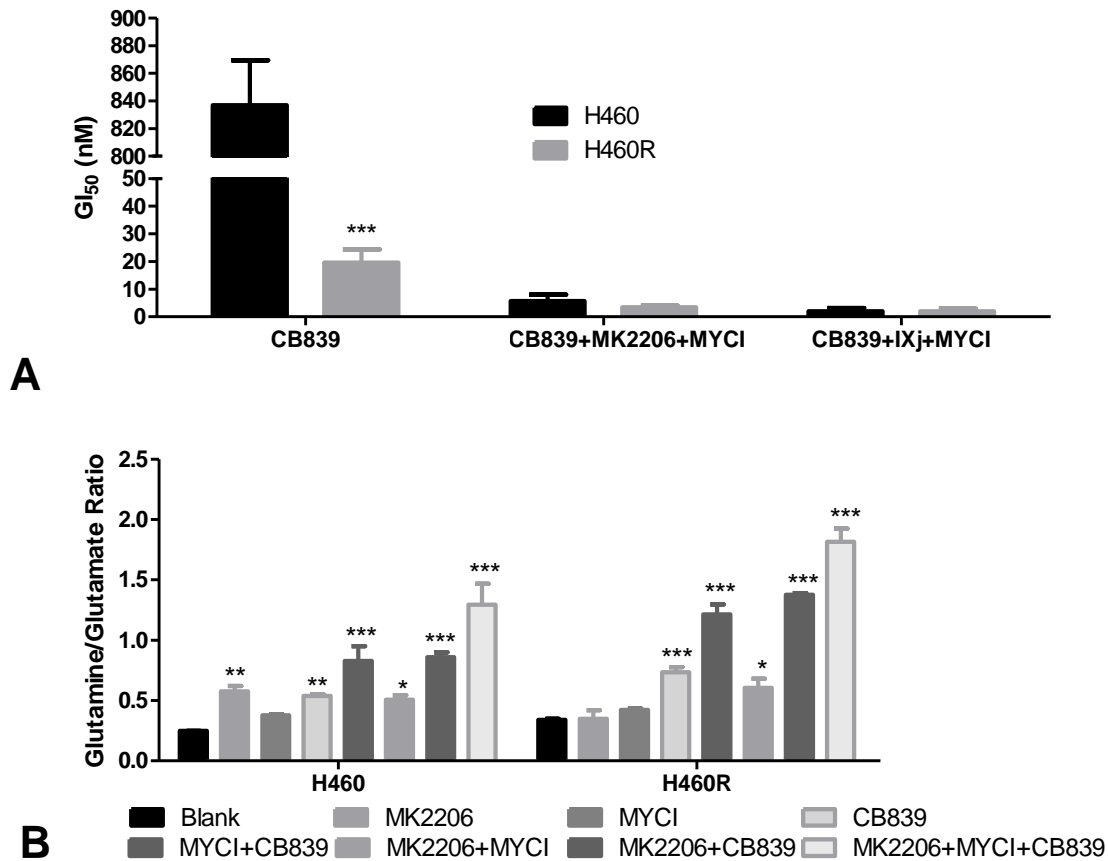 900
880
860
840
820
800
50
40
30
20
10
0
GI50 (nM)
H460
H460R
***
CB839
CB839+MK2206+MYCI
CB839+IXj+MYCI
A
2.5
2.0
1.5
1.0
0.5
0.0
Glutamine/Glutamate Ratio
**
**
***
*
***
***
***
***
*
***
***
H460
H460R
Blank
MK2206
MYCI
CB839
MYCI+CB839
MK2206+MYCI
MK2206+CB839
MK2206+MYCI+CB839
B